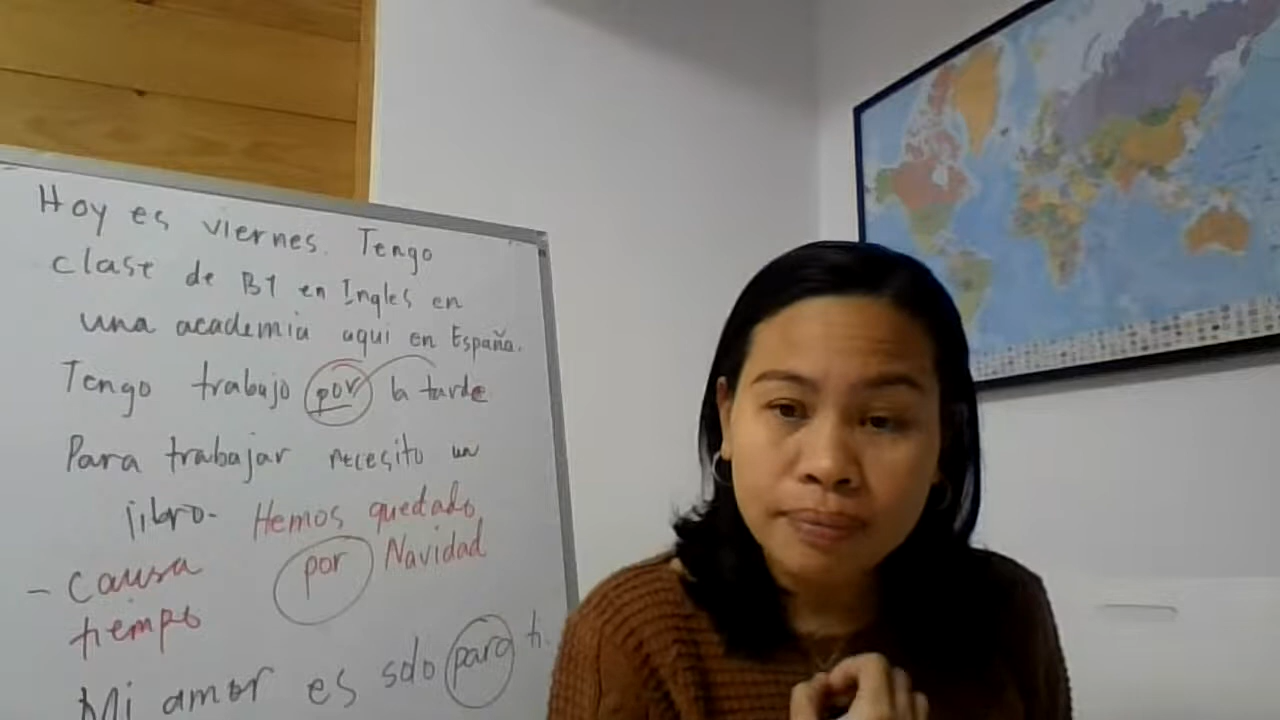 Hoy es viernes. Tengo
clase de B1 en Ingles en
una academia aqui en España.
Tengo trabajo por la tarde
Para trabajar necesito un
libro. Hemos quedado
por Navidad
- Causa
tiempo
Mi amor es solo para ti.